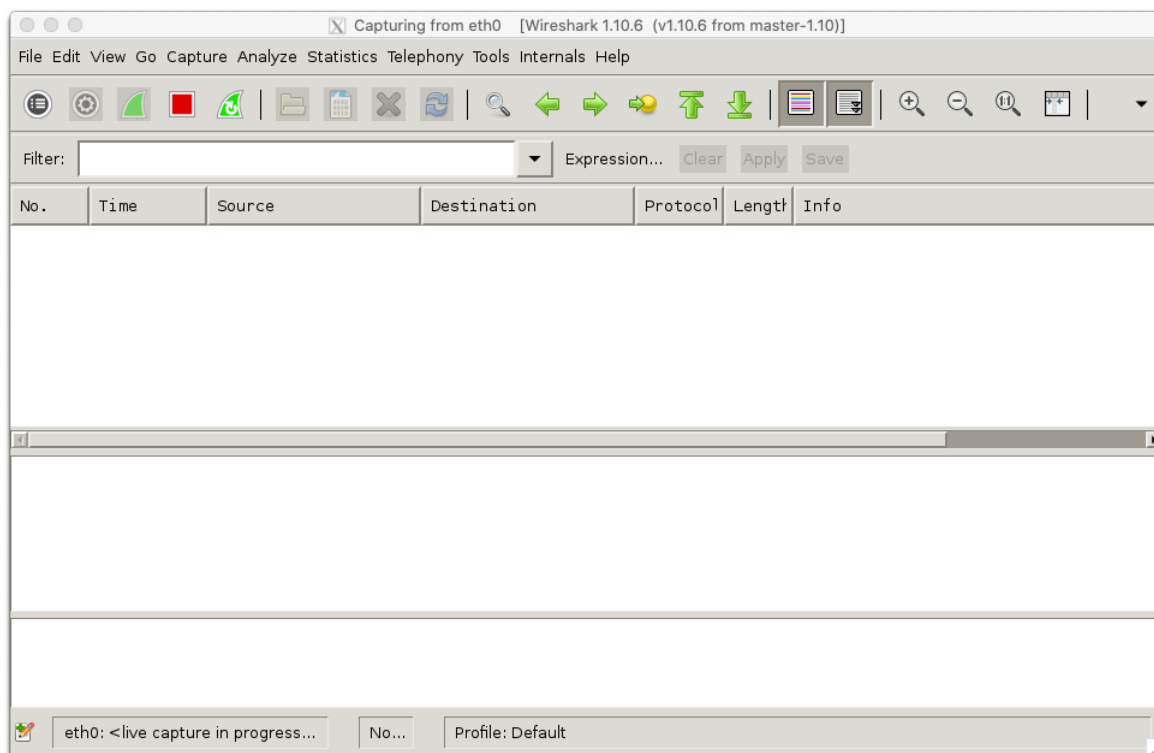 Capturing from eth0 [Wireshark 1.10.6 (v1.10.6 from master-1.10)]
File Edit View Go Capture Analyze Statistics Telephony Tools Internals Help
Filter: Expression... Clear Apply Save
No. Time Source Destination Protocol Length Info
eth0: <live capture in progress... No... Profile: Default